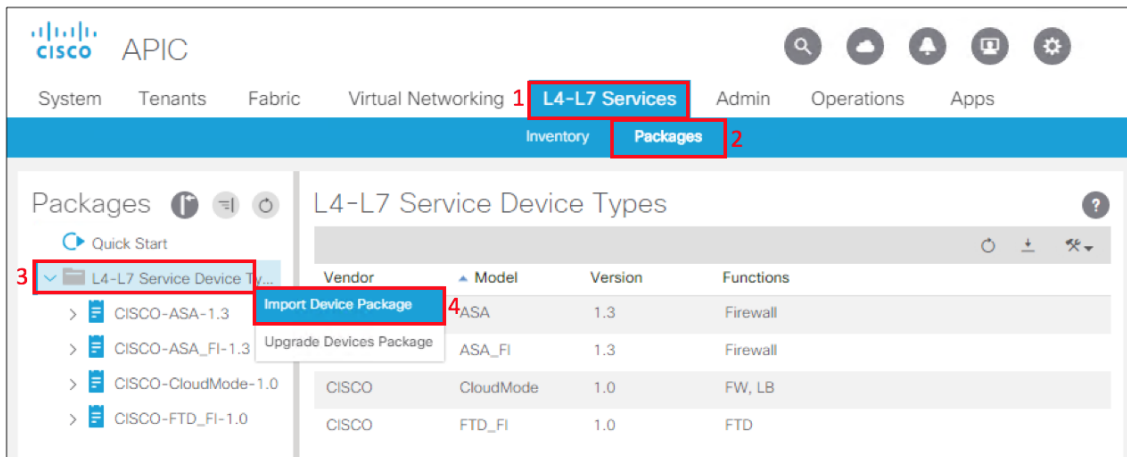 CISCO APIC
System Tenants Fabric Virtual Networking 1 L4-L7 Services Admin Operations Apps
Inventory Packages 2
Packages
Quick Start
3 L4-L7 Service Device Ty...
CISCO-ASA-1.3
CISCO-ASA_FI-1.3
CISCO-CloudMode-1.0
CISCO-FTD_FI-1.0
Import Device Package 4
Upgrade Devices Package
L4-L7 Service Device Types ?
Vendor Model Version Functions
ASA 1.3 Firewall
ASA_FI 1.3 Firewall
CISCO CloudMode 1.0 FW, LB
CISCO FTD_FI 1.0 FTD